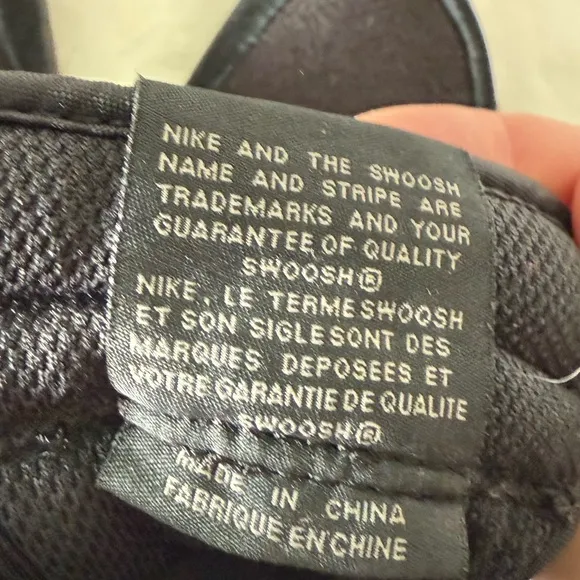 NIKE AND THE SWOOSH
NAME AND STRIPE ARE
TRADEMARKS AND YOUR
GUARANTEE OF QUALITY
SWOOSH®
NIKE, LE TERME SWOOSH
ET SON SIGLE SONT DES
MARQUES DEPOSEES ET
VOTRE GARANTIE DE QUALITE
SWOOSH®
MADE IN CHINA
FABRIQUE EN CHINE